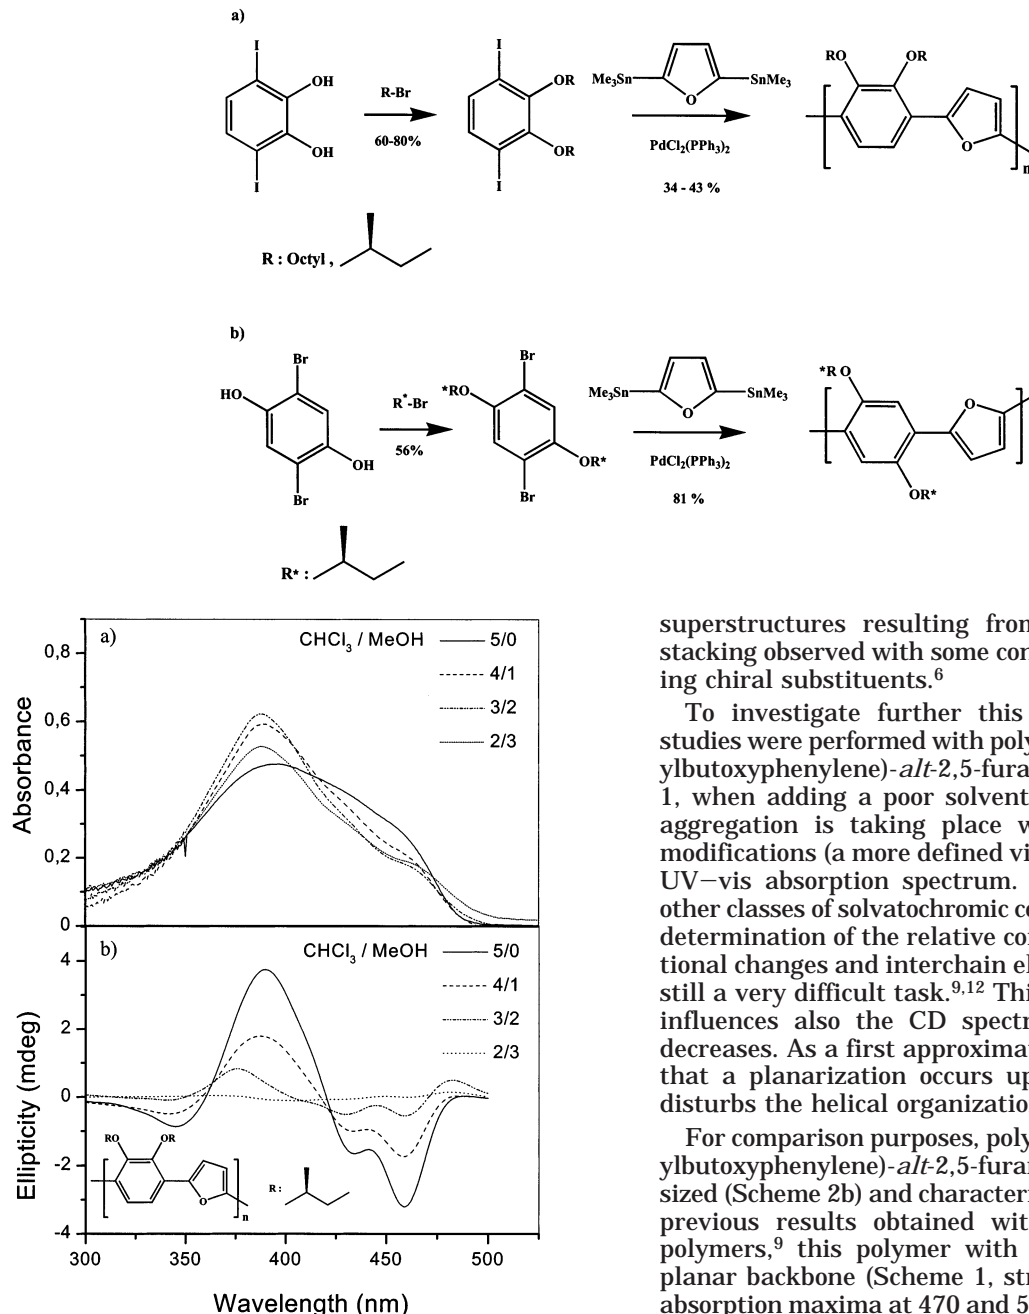 a)
I
OH
OH
I
R-Br
60-80%
I
OR
OR
I
Me3Sn
O
SnMe3
PdCl2(PPh3)2
34 - 43 %
RO
OR
O
n
R : Octyl ,
b)
Br
HO
OH
Br
R*-Br
56%
Br
*RO
OR*
Br
Me3Sn
O
SnMe3
PdCl2(PPh3)2
81 %
*R O
O
OR*
R* :
a)
CHCl3 / MeOH
5/0
4/1
3/2
2/3
Absorbance
0,8
0,6
0,4
0,2
0
b)
CHCl3 / MeOH
5/0
4/1
3/2
2/3
Ellipticity (mdeg)
4
2
0
-2
-4
RO
OR
O
n
R :
300 350 400 450 500
Wavelength (nm)
superstructures resulting from
stacking observed with some con
ing chiral substituents.6
To investigate further this
studies were performed with poly
ylbutoxyphenylene)-alt-2,5-fura
1, when adding a poor solvent
aggregation is taking place w
modifications (a more defined vi
UV−vis absorption spectrum.
other classes of solvatochromic c
determination of the relative co
tional changes and interchain el
still a very difficult task.9,12 Thi
influences also the CD spectr
decreases. As a first approximat
that a planarization occurs up
disturbs the helical organizatio
For comparison purposes, poly
ylbutoxyphenylene)-alt-2,5-furan
sized (Scheme 2b) and characteri
previous results obtained wit
polymers,9 this polymer with
planar backbone (Scheme 1, str
absorption maxima at 470 and 5